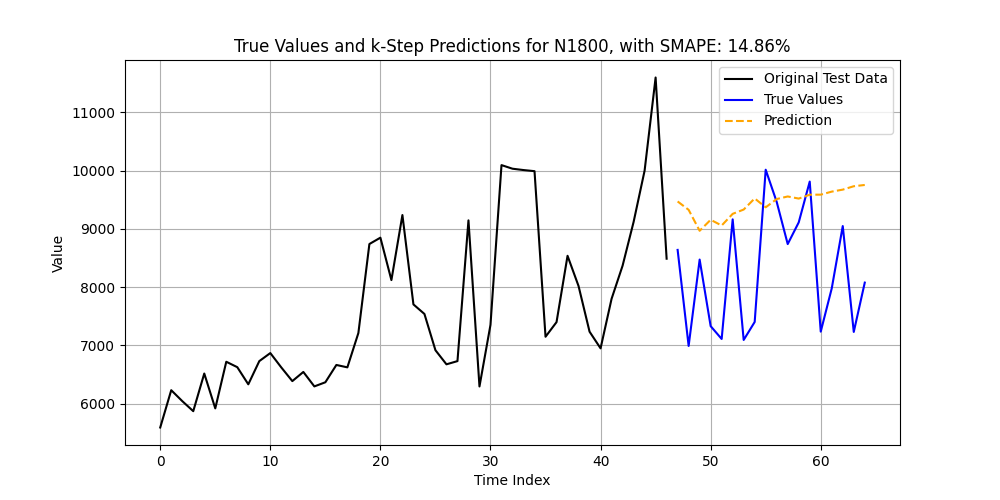 True Values and k-Step Predictions for N1800, with SMAPE: 14.86%
Original Test Data
True Values
Prediction
11000
10000
9000
8000
7000
6000
Value
0 10 20 30 40 50 60
Time Index